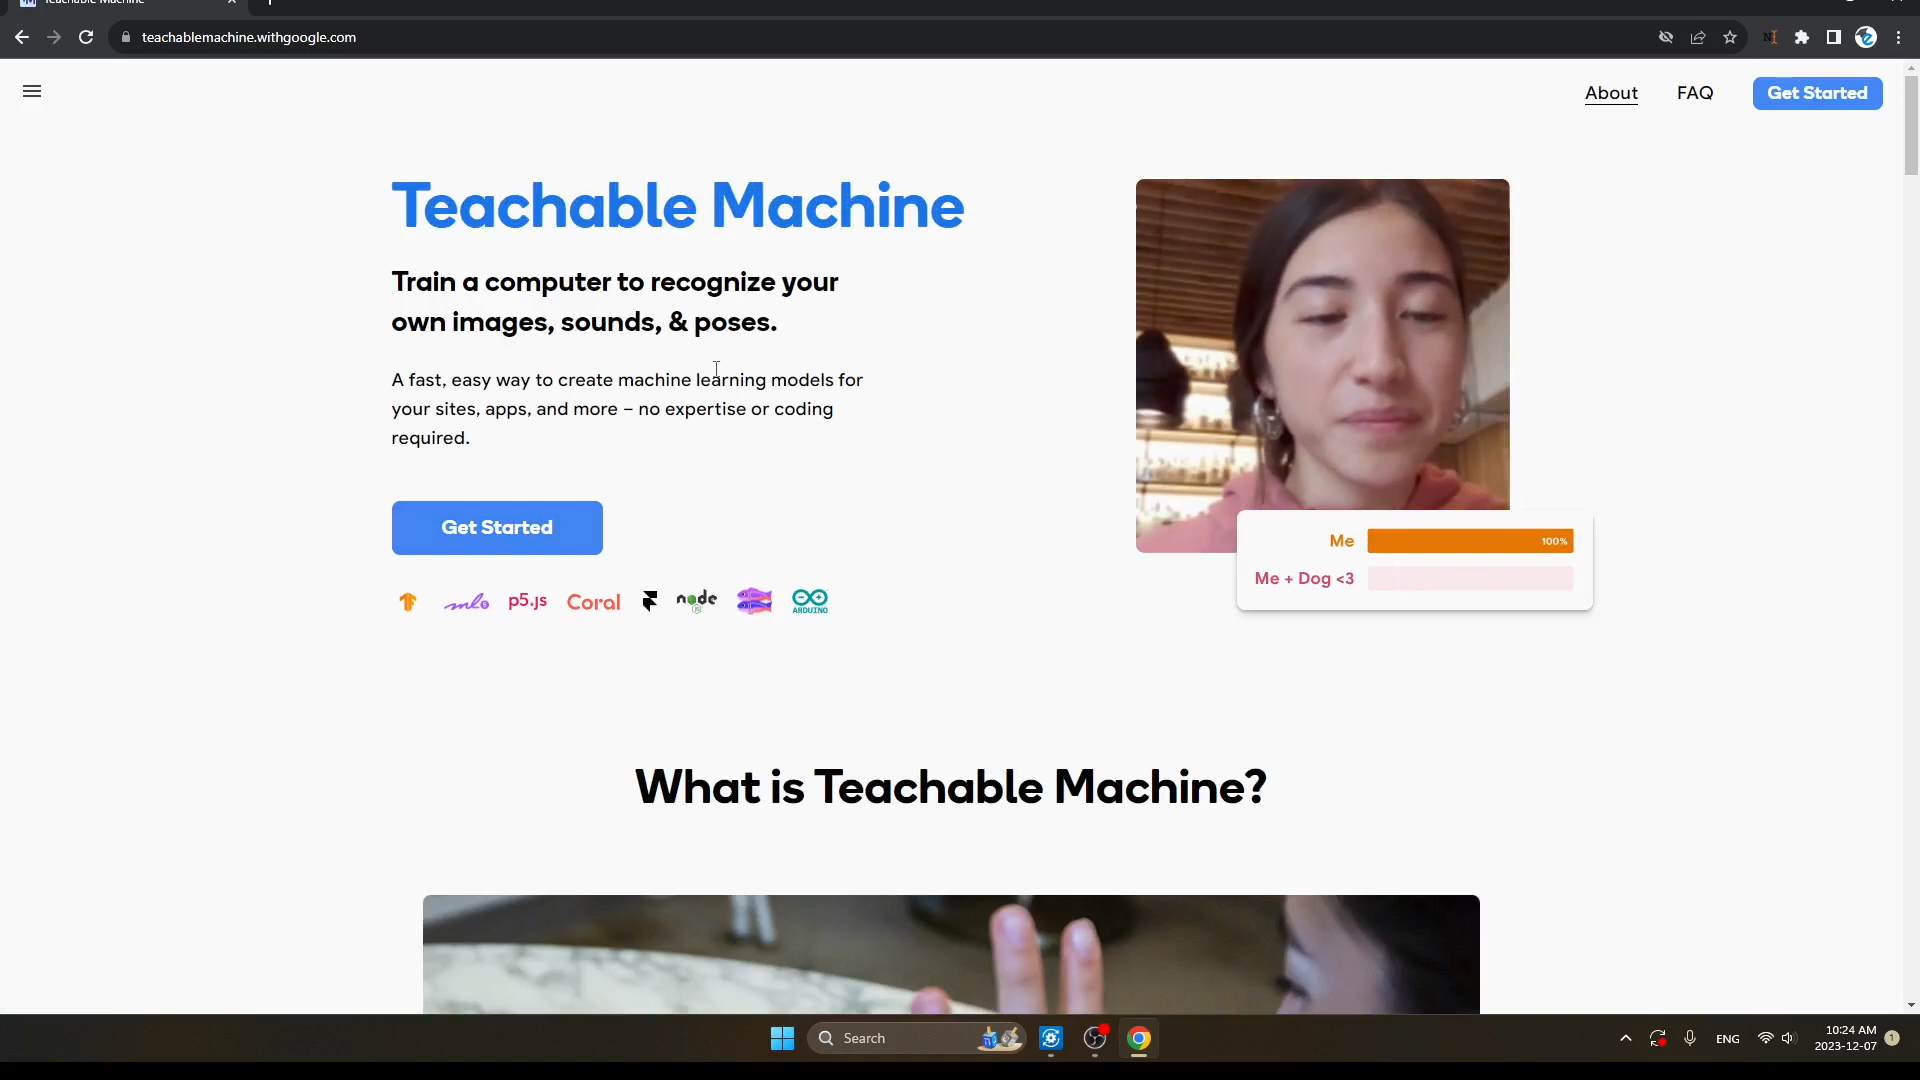 Teachable Machine
teachablemachine.withgoogle.com
About
FAQ
Get Started
Teachable Machine
Train a computer to recognize your
own images, sounds, & poses.
A fast, easy way to create machine learning models for
your sites, apps, and more – no expertise or coding
required.
Get Started
ml5
p5.js
Coral
node
JS
ARDUINO
Me
100%
Me + Dog <3
What is Teachable Machine?
Search
ENG
10:24 AM
2023-12-07
1